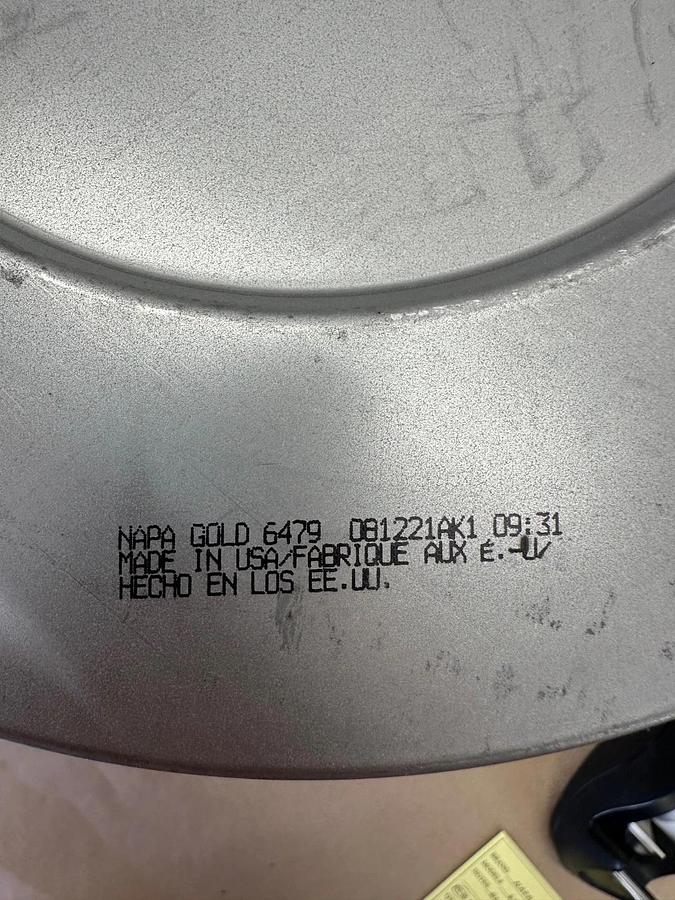 NAPA GOLD 6479 081221AK1 09:31
MADE IN USA/FABRIQUE AUX É.-U/
HECHO EN LOS EE.UU.